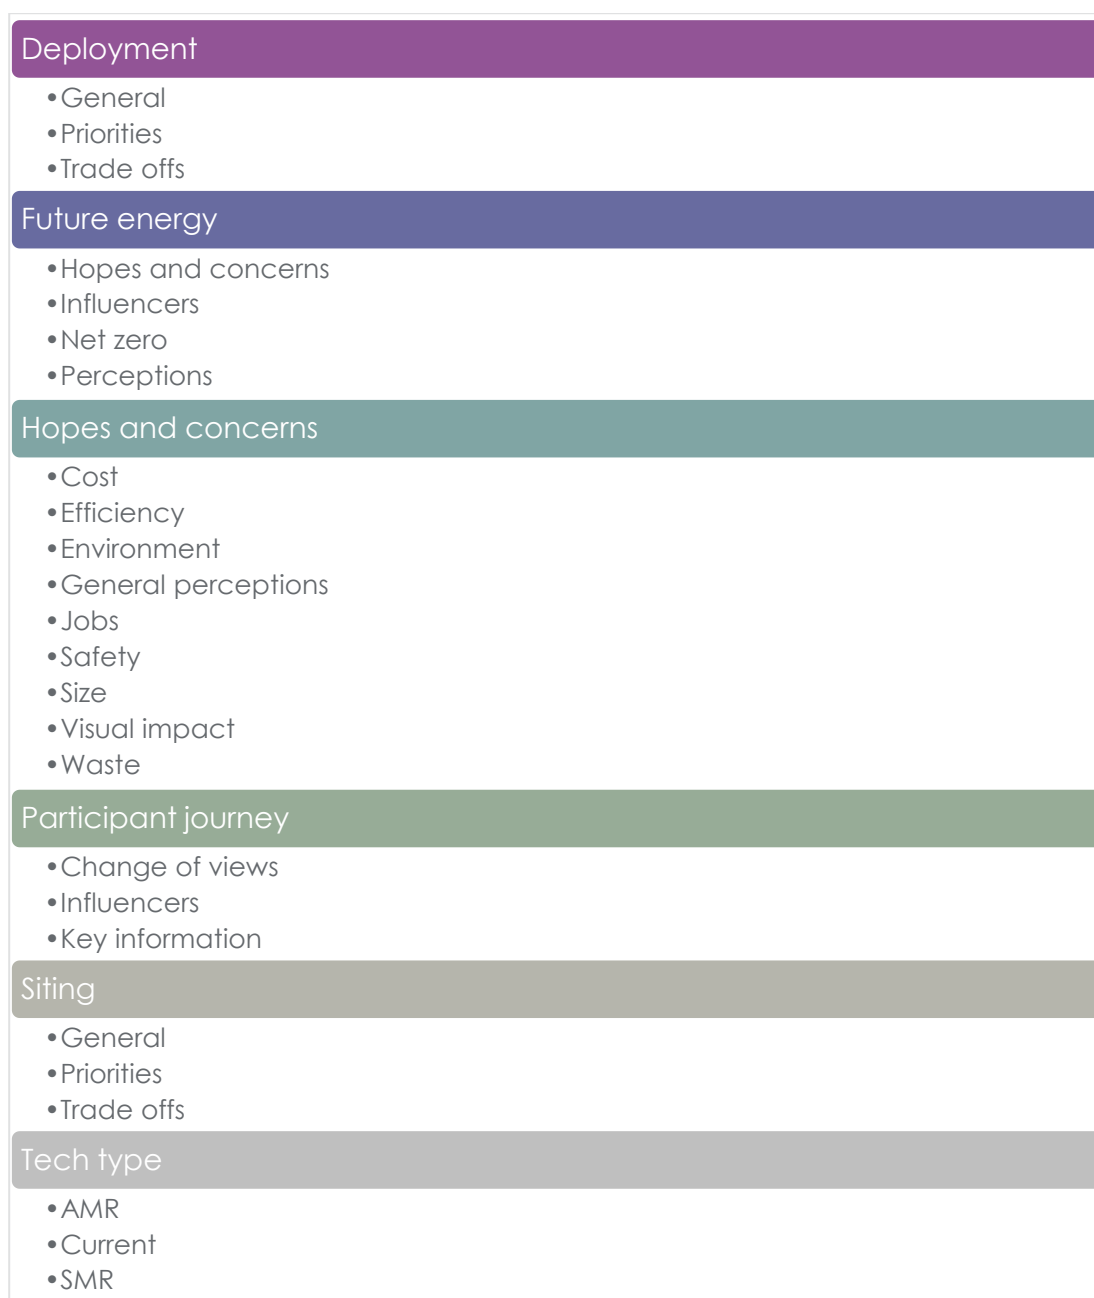 Deployment
•General
•Priorities
•Trade offs
Future energy
•Hopes and concerns
•Influencers
•Net zero
•Perceptions
Hopes and concerns
•Cost
•Efficiency
•Environment
•General perceptions
•Jobs
•Safety
•Size
•Visual impact
•Waste
Participant journey
•Change of views
•Influencers
•Key information
Siting
•General
•Priorities
•Trade offs
Tech type
•AMR
•Current
•SMR